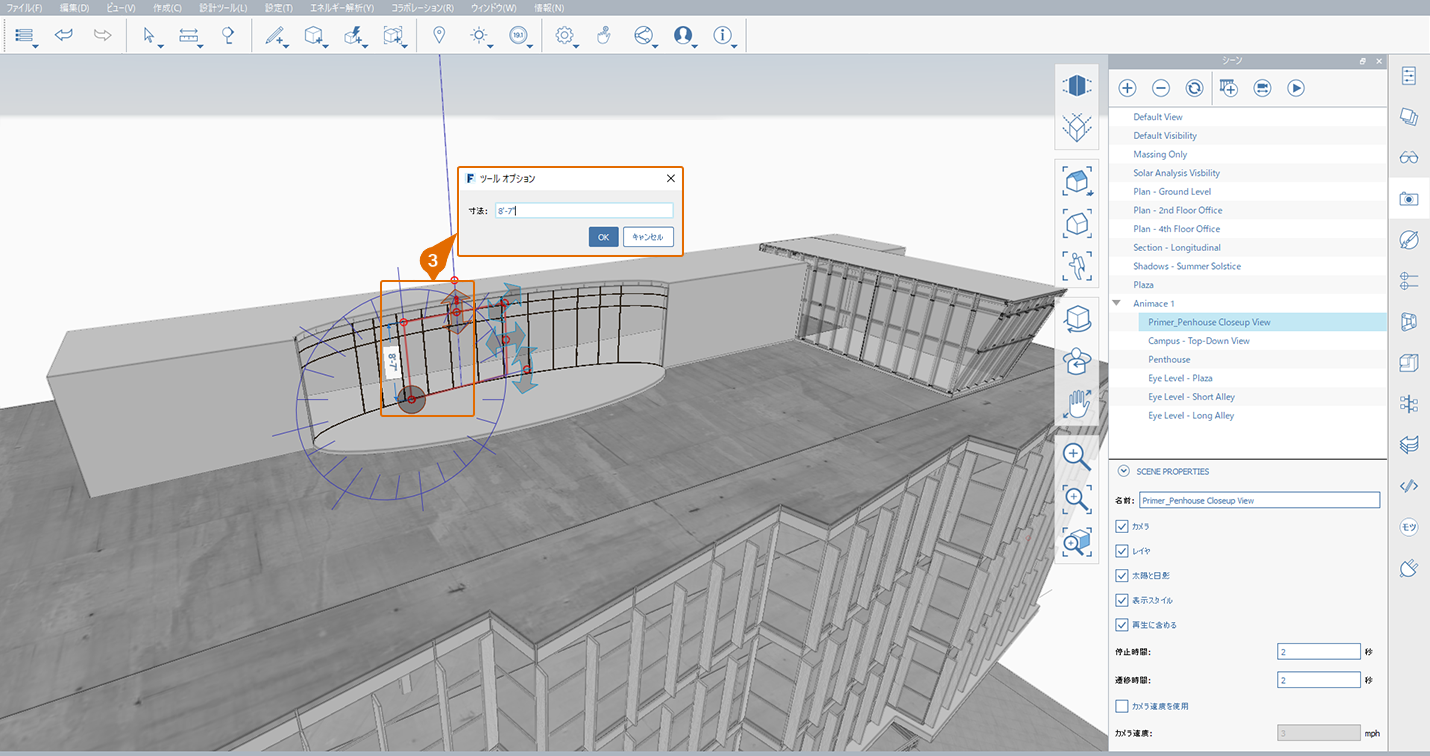 ファイル(F) 編集(D) ビュー(V) 作成(C) 設計ツール(L) 設定(T) エネルギー解析(Y) コラボレーション(R) ウィンドウ(W) 情報(N)
191
シーン
Default View
Default Visibility
Massing Only
Solar Analysis Visbility
Plan - Ground Level
Plan - 2nd Floor Office
Plan - 4th Floor Office
Section - Longitudinal
Shadows - Summer Solstice
Plaza
Animace 1
Primer_Penhouse Closeup View
Campus - Top-Down View
Penthouse
Eye Level - Plaza
Eye Level - Short Alley
Eye Level - Long Alley
F ツール オプション
寸法: 8'-7"
OK キャンセル
3
8'-7"
SCENE PROPERTIES
名前: Primer_Penhouse Closeup View
カメラ
レイヤ
太陽と日影
表示スタイル
再生に含める
停止時間: 2 秒
遷移時間: 2 秒
カメラ速度を使用
カメラ速度: 3 mph
モツ